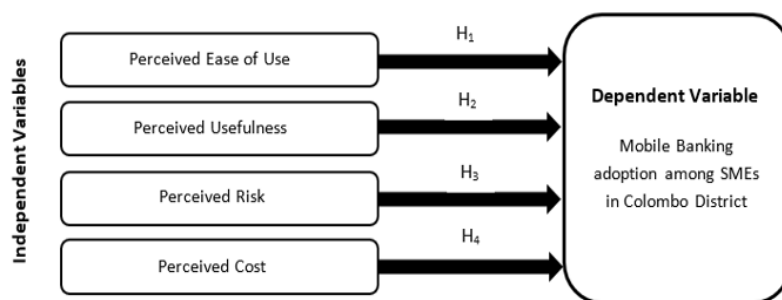 Independent Variables
Perceived Ease of Use
H₁
Perceived Usefulness
H₂
Perceived Risk
H₃
Perceived Cost
H₄
Dependent Variable
Mobile Banking
adoption among SMEs
in Colombo District